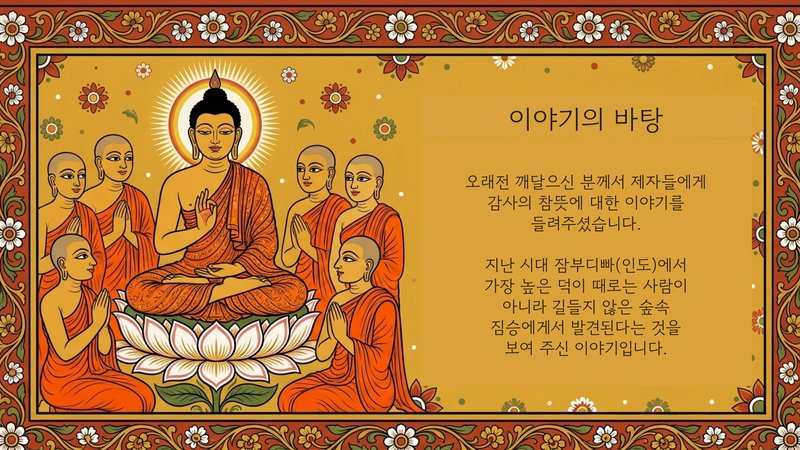 이야기의 바탕
오래전 깨달으신 분께서 제자들에게
감사의 참뜻에 대한 이야기를
들려주셨습니다.
지난 시대 잠부디빠(인도)에서
가장 높은 덕이 때로는 사람이
아니라 길들지 않은 숲속
짐승에게서 발견된다는 것을
보여 주신 이야기입니다.